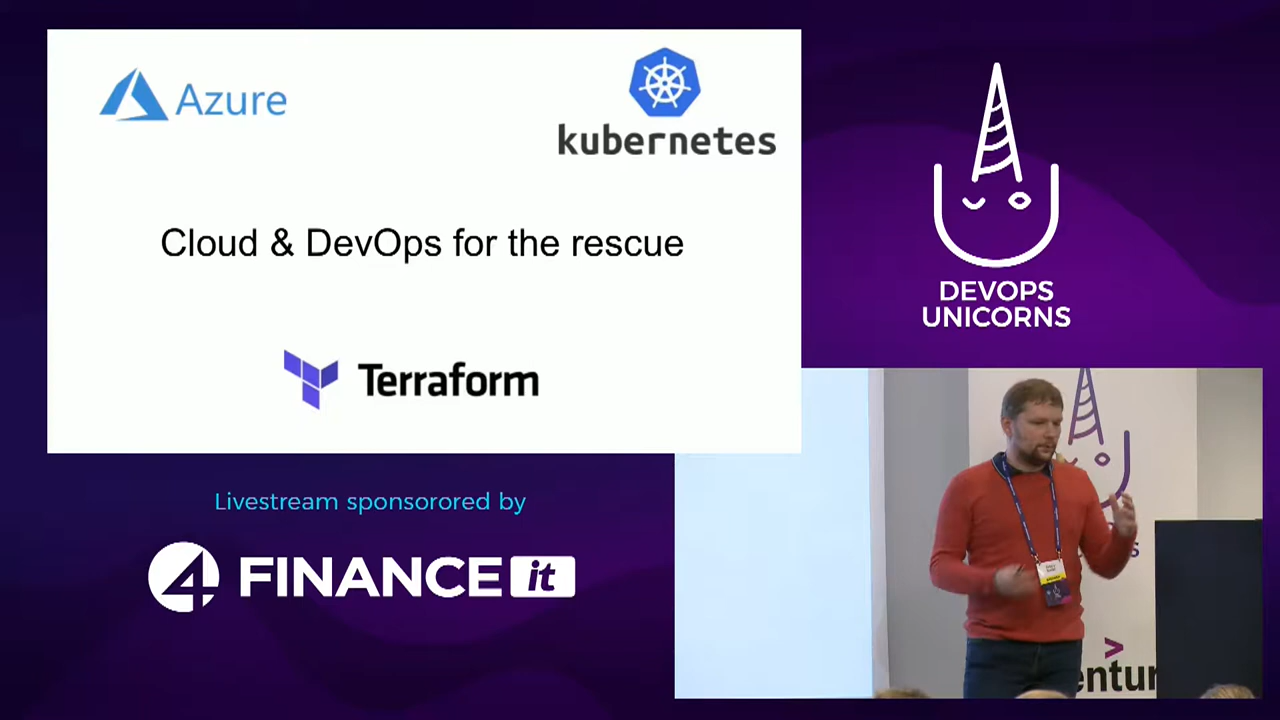 Azure
kubernetes
Cloud & DevOps for the rescue
Terraform
DEVOPS
UNICORNS
Livestream sponsorored by
4FINANCE it